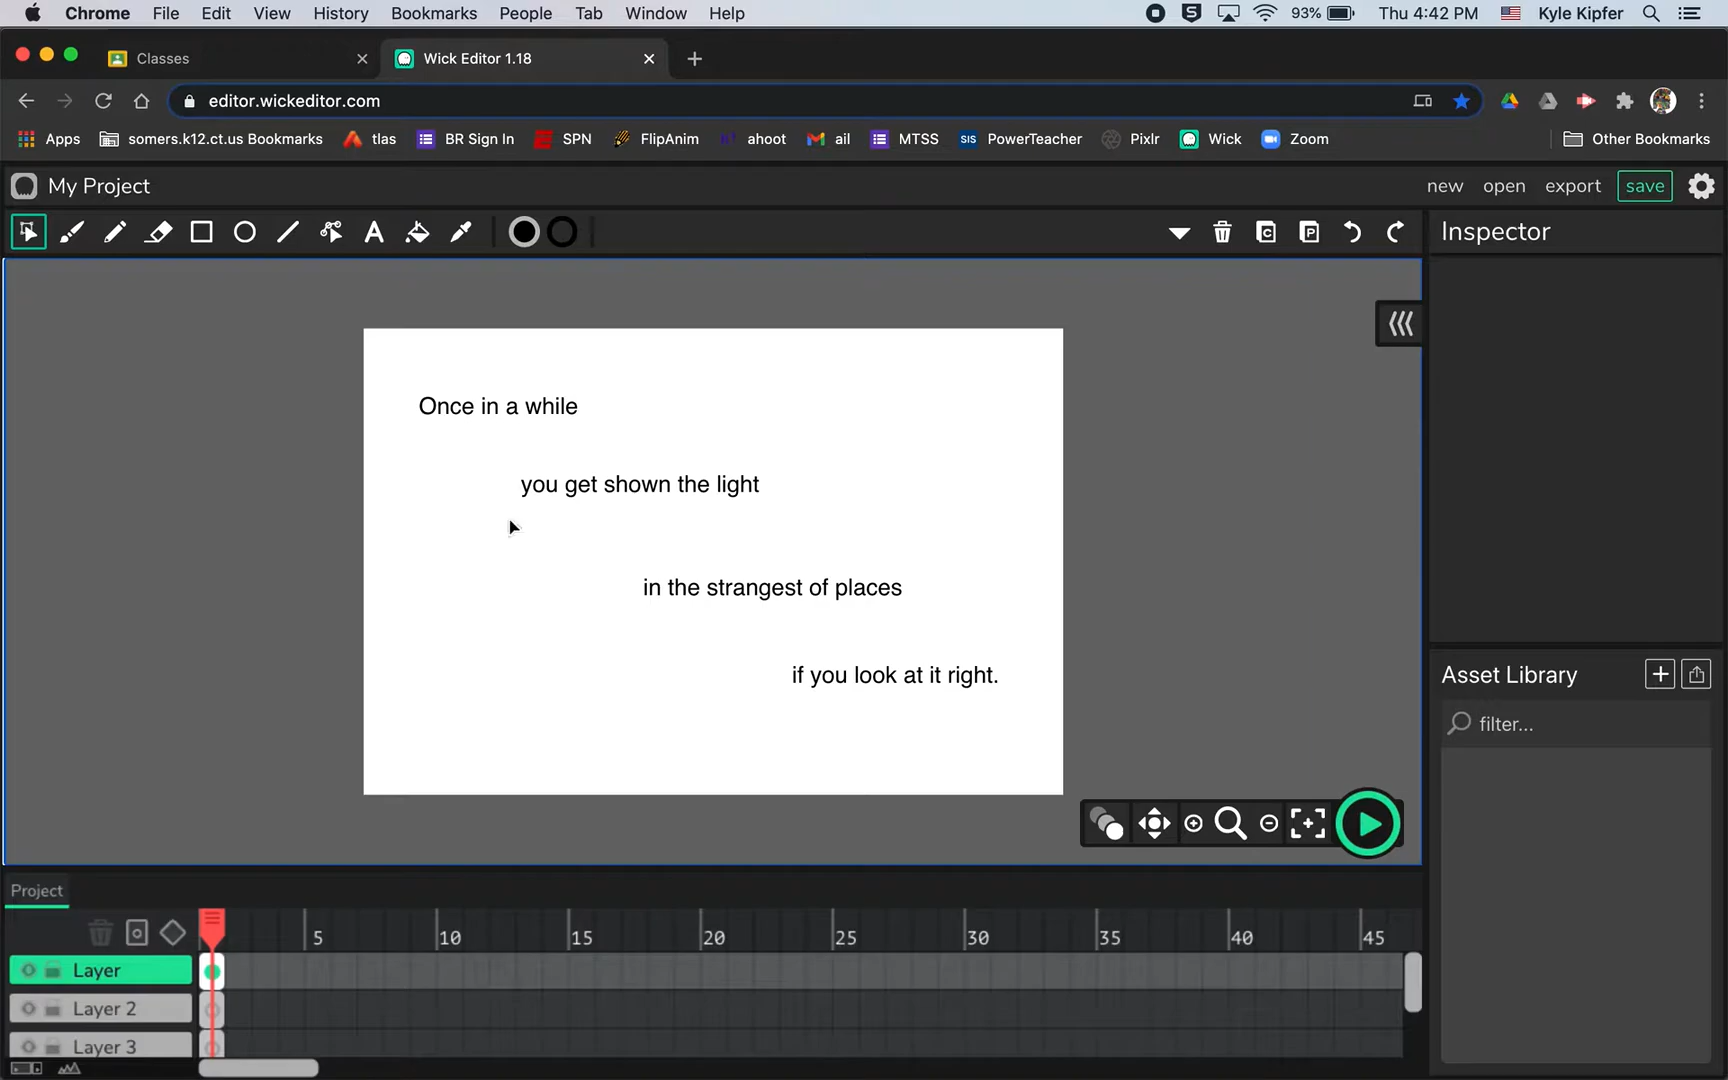 Chrome File Edit View History Bookmarks People Tab Window Help 93% Thu 4:42 PM Kyle Kipfer
Classes Wick Editor 1.18
editor.wickeditor.com
Apps somers.k12.ct.us Bookmarks tlas BR Sign In SPN FlipAnim ahoot ail MTSS SIS PowerTeacher Pixlr Wick Zoom Other Bookmarks
My Project new open export save
A C P Inspector
Once in a while
you get shown the light
in the strangest of places
if you look at it right.
Asset Library
filter...
Project
5 10 15 20 25 30 35 40 45
Layer
Layer 2
Layer 3